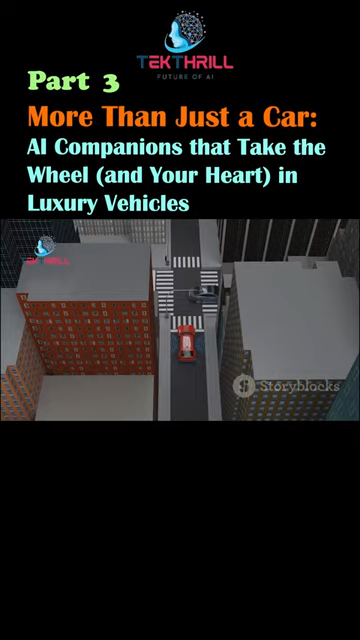 TEKTHRILL
FUTURE OF AI
Part 3
More Than Just a Car:
AI Companions that Take the
Wheel (and Your Heart) in
Luxury Vehicles
TEKTHRILL
Storyblocks